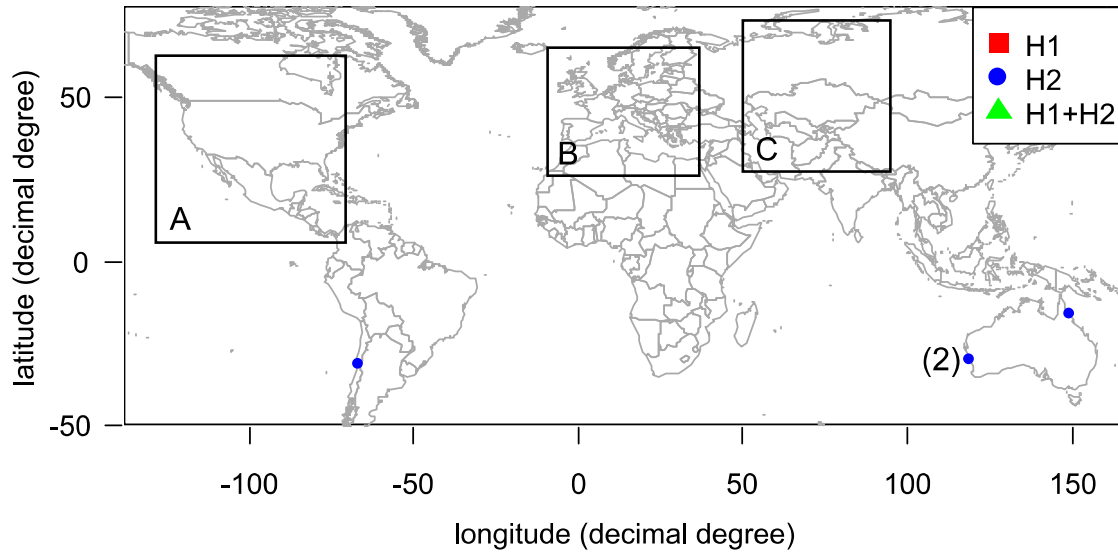 H1
H2
H1+H2
50
0
-50
latitude (decimal degree)
A
B
C
(2)
-100
-50
0
50
100
150
longitude (decimal degree)